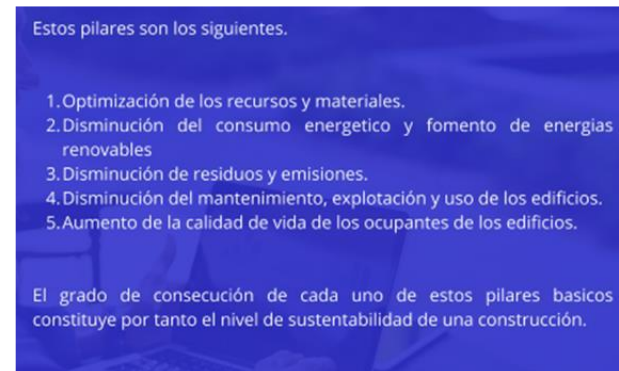 Estos pilares son los siguientes.
1.Optimización de los recursos y materiales.
2.Disminución del consumo energetico y fomento de energias
renovables
3.Disminución de residuos y emisiones.
4.Disminución del mantenimiento, explotación y uso de los edificios.
5.Aumento de la calidad de vida de los ocupantes de los edificios.
El grado de consecución de cada uno de estos pilares basicos
constituye por tanto el nivel de sustentabilidad de una construcción.